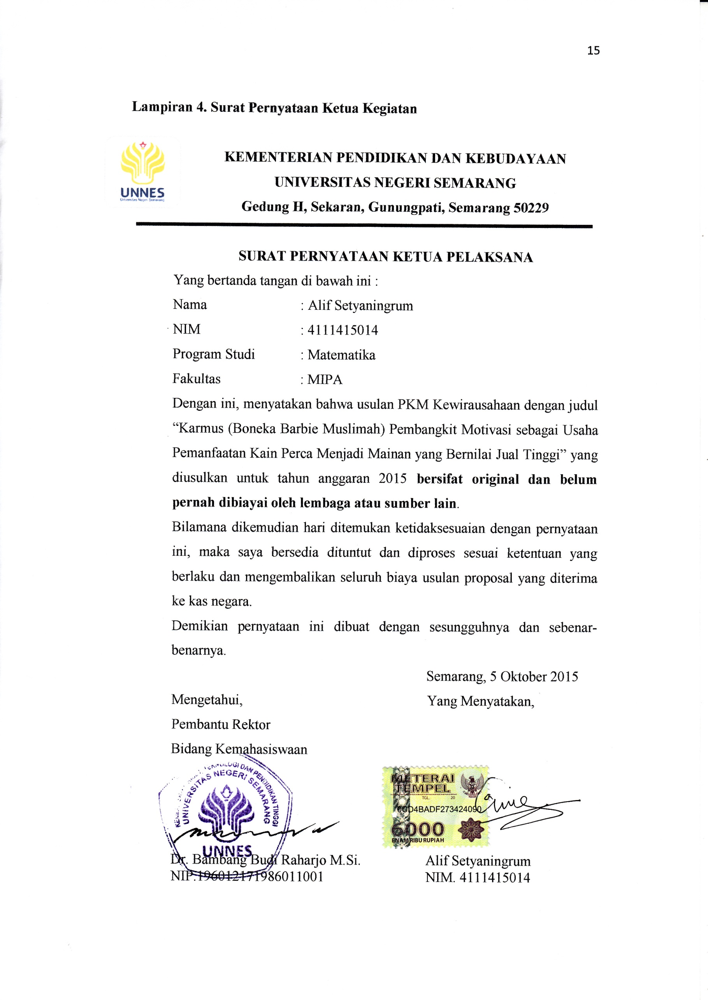 15
Lampiran 4. Surat Pernyataan Ketua Kegiatan
UNNES
Universitas Negeri Semarang
KEMENTERIAN PENDIDIKAN DAN KEBUDAYAAN
UNIVERSITAS NEGERI SEMARANG
Gedung H, Sekaran, Gunungpati, Semarang 50229
SURAT PERNYATAAN KETUA PELAKSANA
Yang bertanda tangan di bawah ini :
Nama : Alif Setyaningrum
NIM : 4111415014
Program Studi : Matematika
Fakultas : MIPA
Dengan ini, menyatakan bahwa usulan PKM Kewirausahaan dengan judul
“Karmus (Boneka Barbie Muslimah) Pembangkit Motivasi sebagai Usaha
Pemanfaatan Kain Perca Menjadi Mainan yang Bernilai Jual Tinggi” yang
diusulkan untuk tahun anggaran 2015 bersifat original dan belum
pernah dibiayai oleh lembaga atau sumber lain.
Bilamana dikemudian hari ditemukan ketidaksesuaian dengan pernyataan
ini, maka saya bersedia dituntut dan diproses sesuai ketentuan yang
berlaku dan mengembalikan seluruh biaya usulan proposal yang diterima
ke kas negara.
Demikian pernyataan ini dibuat dengan sesungguhnya dan sebenar-
benarnya.
Semarang, 5 Oktober 2015
Mengetahui, Yang Menyatakan,
Pembantu Rektor
Bidang Kemahasiswaan
DAN PENDIDIKAN TINGGI
UNIVERSITAS NEGERI SEMARANG
UNNES
METERAI
TEMPEL
TGL. 20
D4BADF273424090
6000
ENAM RIBU RUPIAH
Dr. Bambang Budi Raharjo M.Si. Alif Setyaningrum
NIP.196012171986011001 NIM. 4111415014